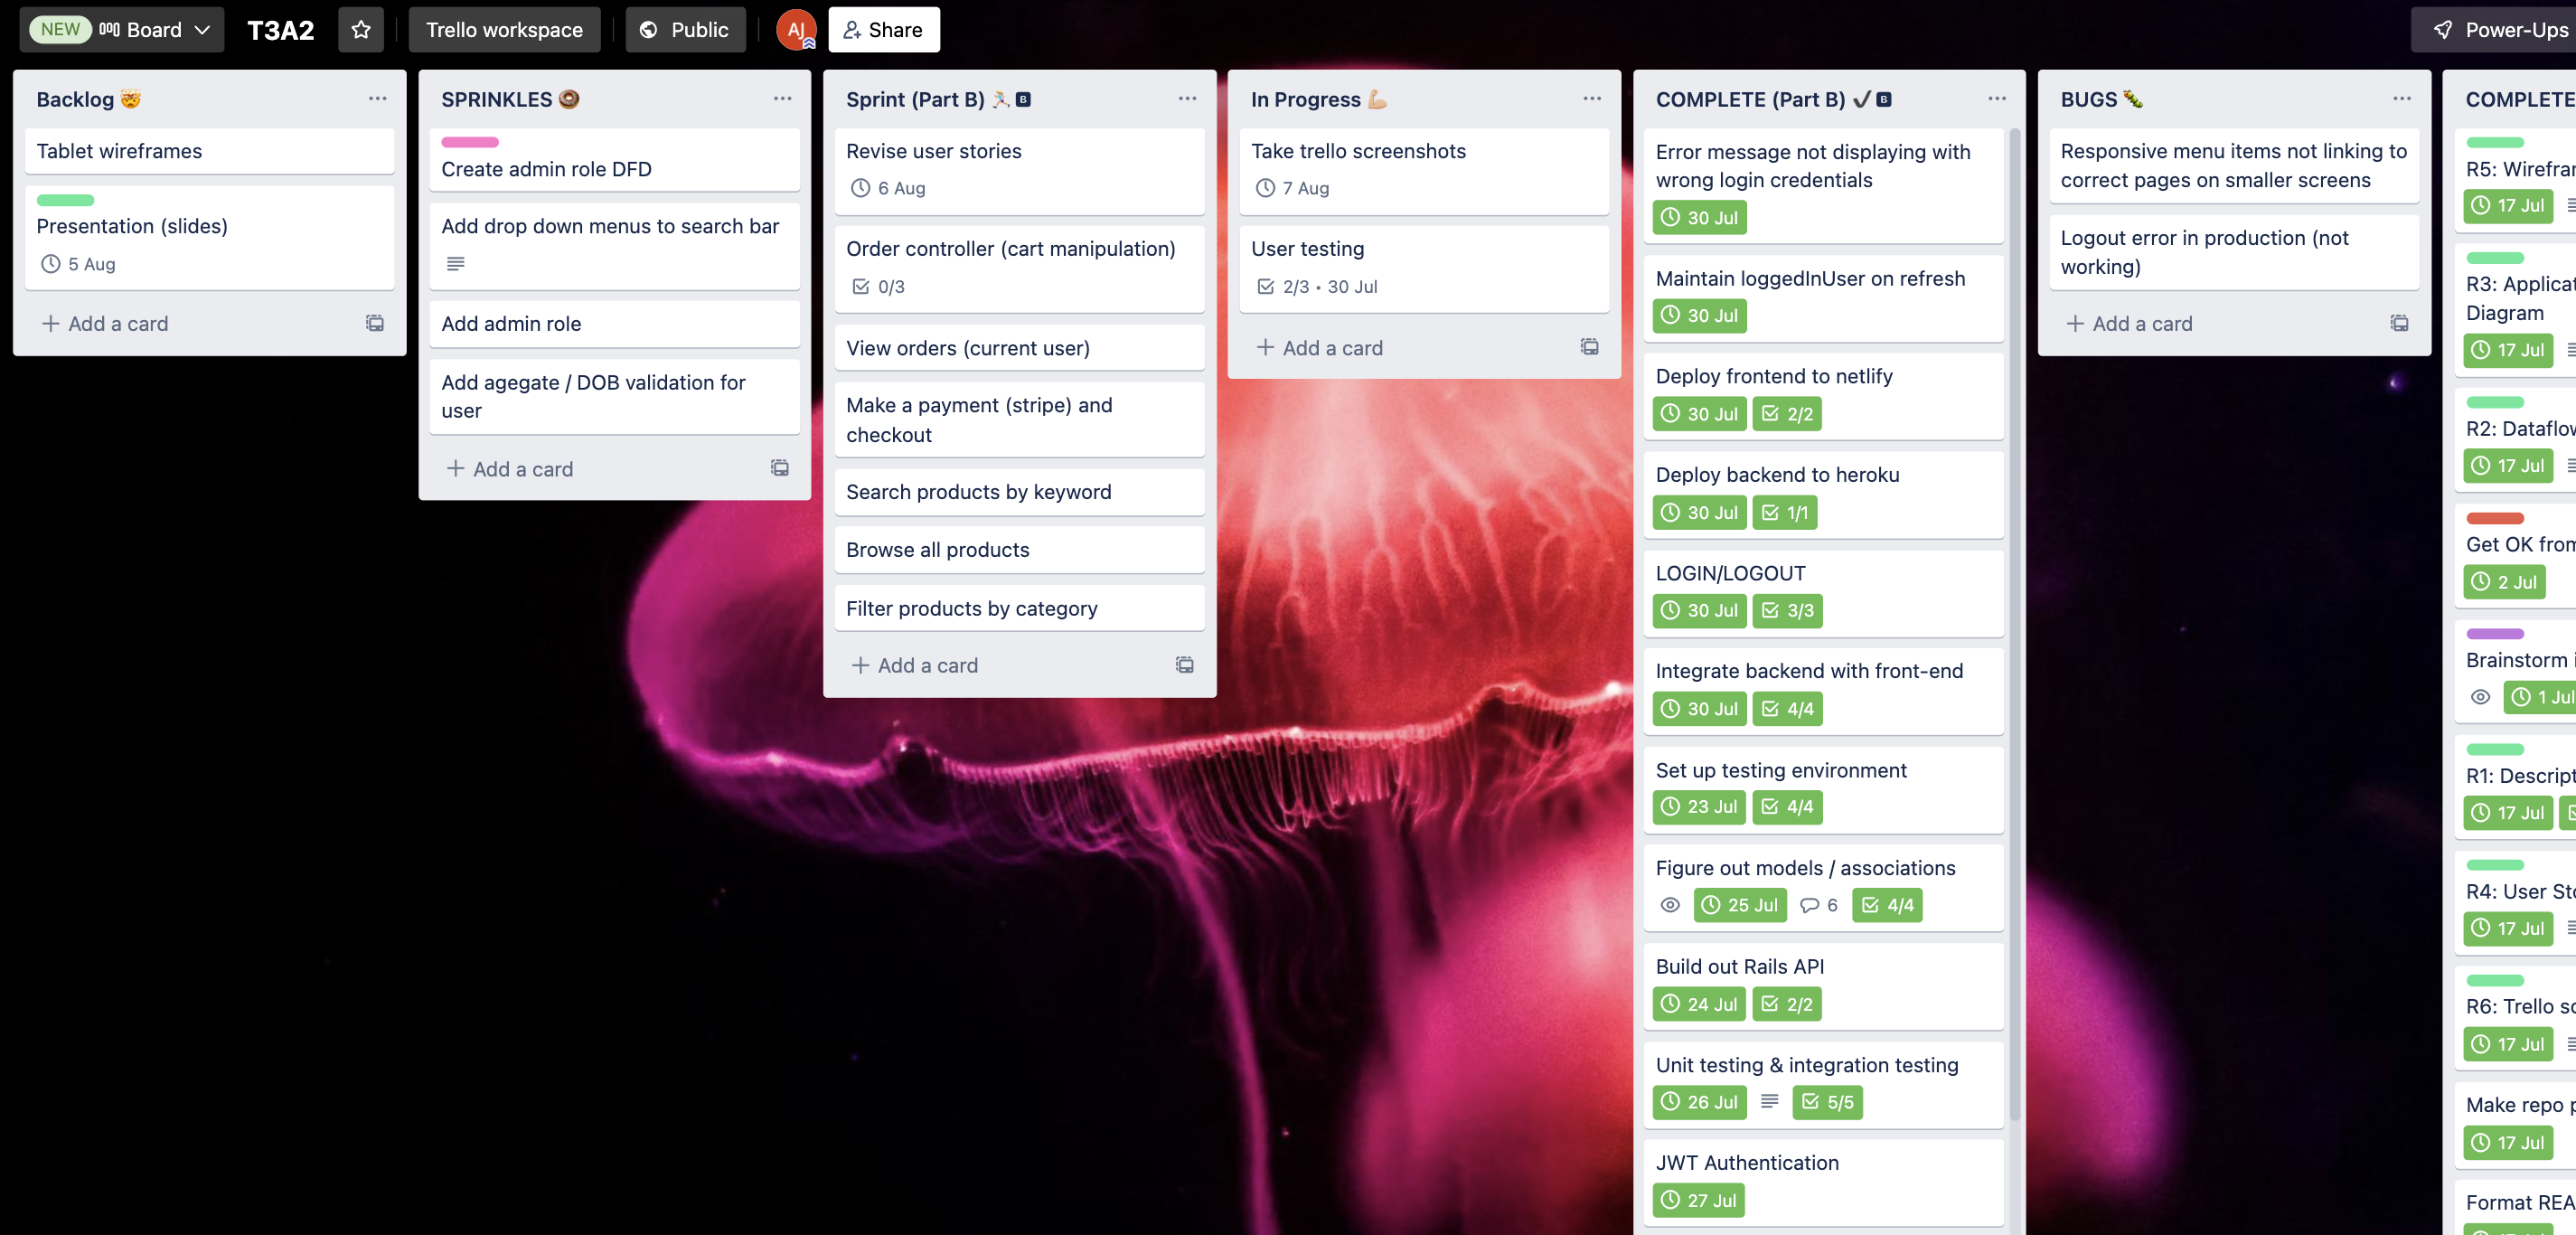 NEW Board T3A2 Trello workspace Public AJ Share Power-Ups
Backlog 🤯
Tablet wireframes
Presentation (slides)
5 Aug
+ Add a card
SPRINKLES 🍩
Create admin role DFD
Add drop down menus to search bar
Add admin role
Add agegate / DOB validation for
user
+ Add a card
Sprint (Part B) 🏃🏻‍♀️ B
Revise user stories
6 Aug
Order controller (cart manipulation)
0/3
View orders (current user)
Make a payment (stripe) and
checkout
Search products by keyword
Browse all products
Filter products by category
+ Add a card
In Progress 💪🏼
Take trello screenshots
7 Aug
User testing
2/3 • 30 Jul
+ Add a card
COMPLETE (Part B) ✔ B
Error message not displaying with
wrong login credentials
30 Jul
Maintain loggedInUser on refresh
30 Jul
Deploy frontend to netlify
30 Jul 2/2
Deploy backend to heroku
30 Jul 1/1
LOGIN/LOGOUT
30 Jul 3/3
Integrate backend with front-end
30 Jul 4/4
Set up testing environment
23 Jul 4/4
Figure out models / associations
25 Jul 6 4/4
Build out Rails API
24 Jul 2/2
Unit testing & integration testing
26 Jul 5/5
JWT Authentication
27 Jul
BUGS 🐛
Responsive menu items not linking to
correct pages on smaller screens
Logout error in production (not
working)
+ Add a card
COMPLETE
R5:
17 Jul
R3:
Diagram
17 Jul
R2:
17 Jul
Get OK from
2 Jul
Brainstorm
1 Jul
R1:
17 Jul
R4: User
17 Jul
R6: Trello
17 Jul
Make repo
17 Jul
Format